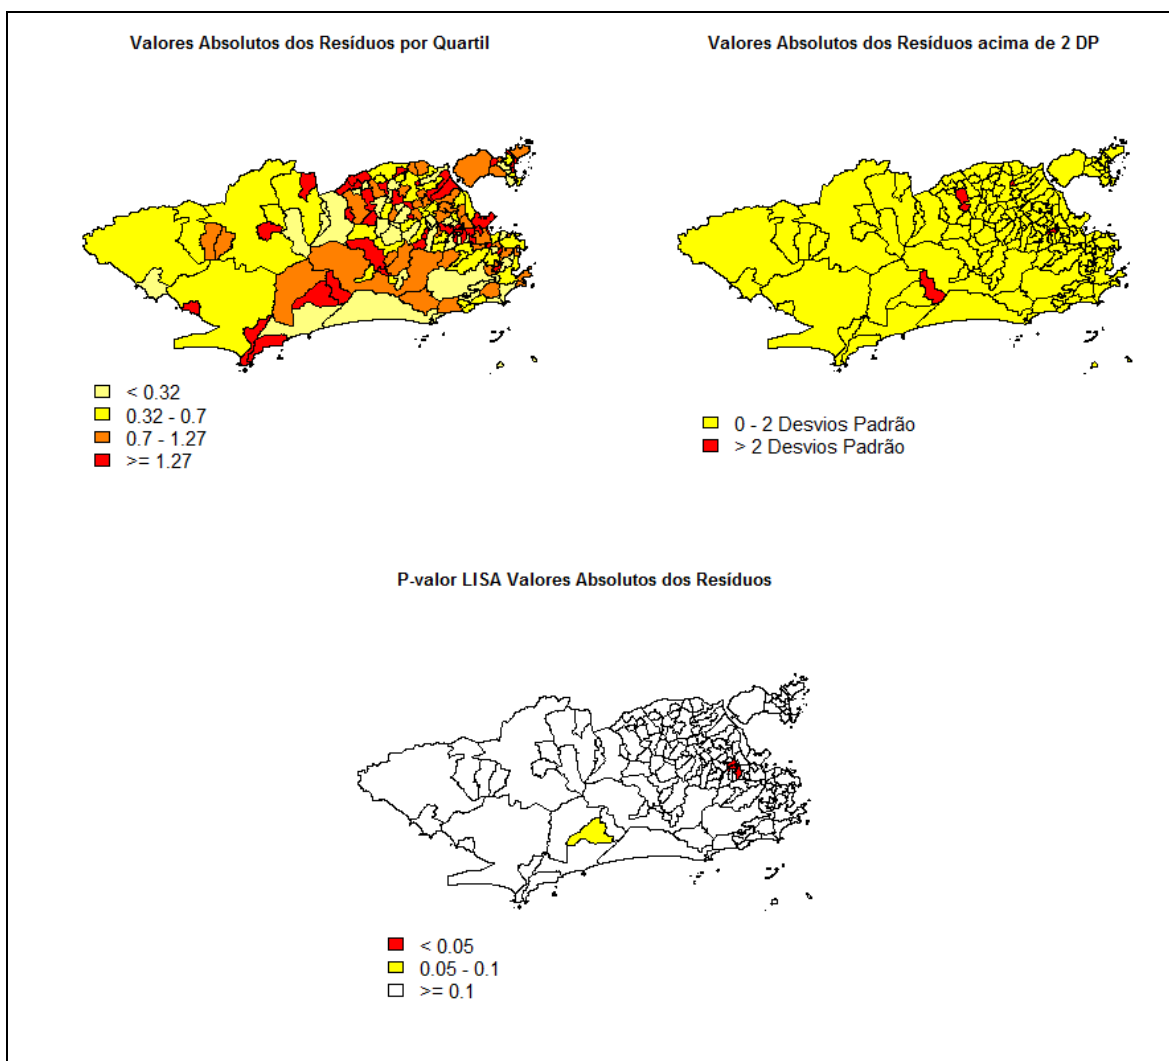 Valores Absolutos dos Resíduos por Quartil
< 0.32
0.32 - 0.7
0.7 - 1.27
>= 1.27
Valores Absolutos dos Resíduos acima de 2 DP
0 - 2 Desvios Padrão
> 2 Desvios Padrão
P-valor LISA Valores Absolutos dos Resíduos
< 0.05
0.05 - 0.1
>= 0.1